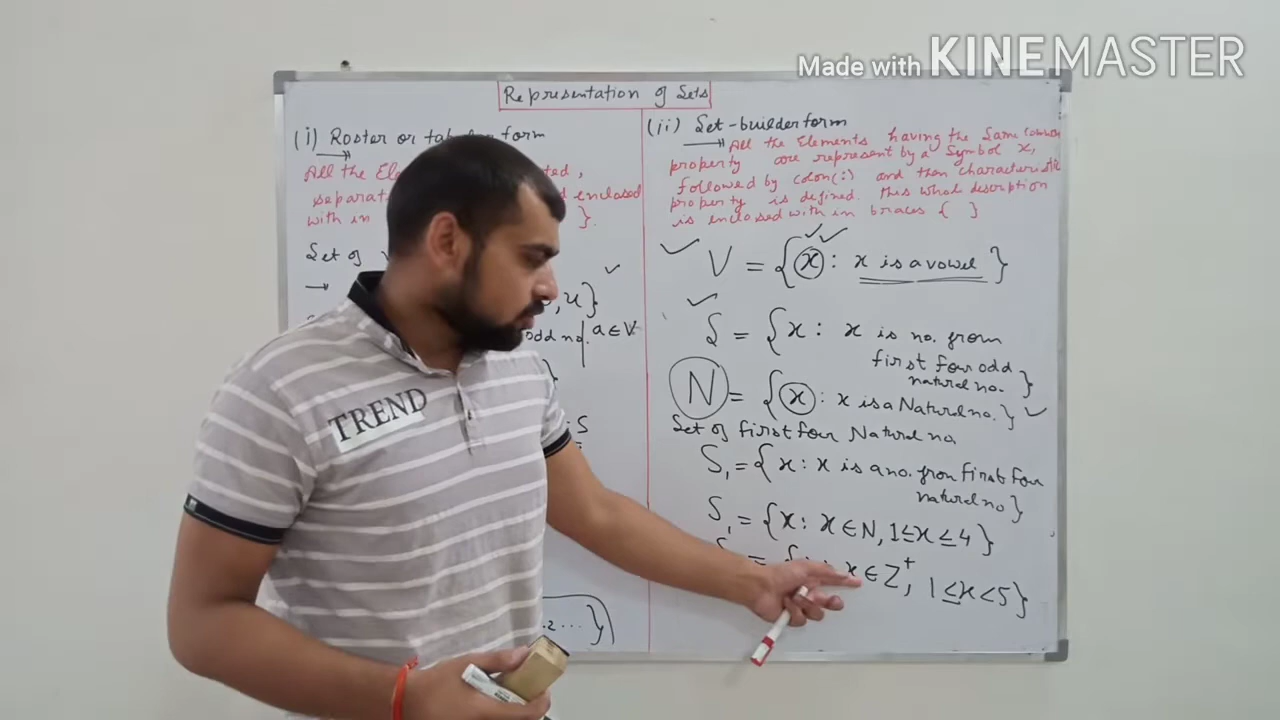 Made with KINEMASTER
Representation of Sets
(i) Roster or tabular form
All the
separat enclosed
with in }.
Set of
, u}
odd no. a ∈ V
S
TREND
(ii) Set-builder form
All the Elements having the Same Common
property are represent by a Symbol x,
followed by colon(:) and then characteristic
property is defined. this whole descrption
is enclosed with in braces { }
V = {x : x is a vowel }
S = {x : x is no. from
first four odd
natural no. }
N = {x : x is a Natural no. }
Set of first four Natural no
S₁ = {x : x is a no. from first four
natural no}
S₁ = {x : x ∈ N, 1 ≤ x ≤ 4 }
= { x ∈ Z⁺, 1 ≤ x < 5}
2 ... }